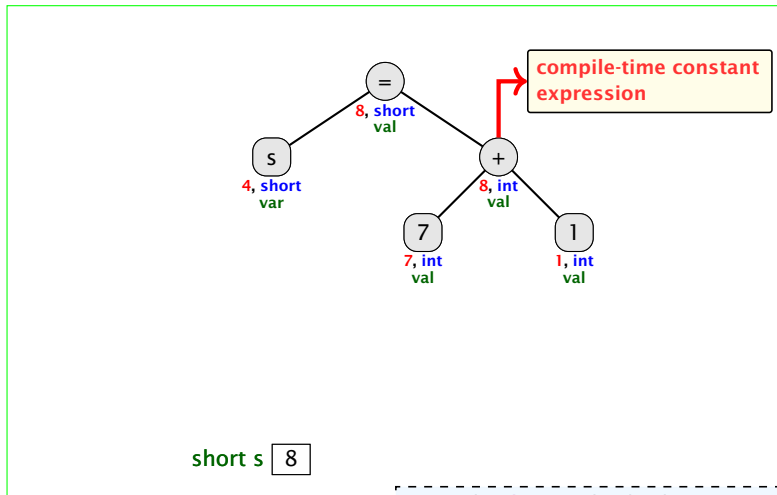 =
8, short
val
compile-time constant
expression
s
4, short
var
+
8, int
val
7
7, int
val
1
1, int
val
short s 8